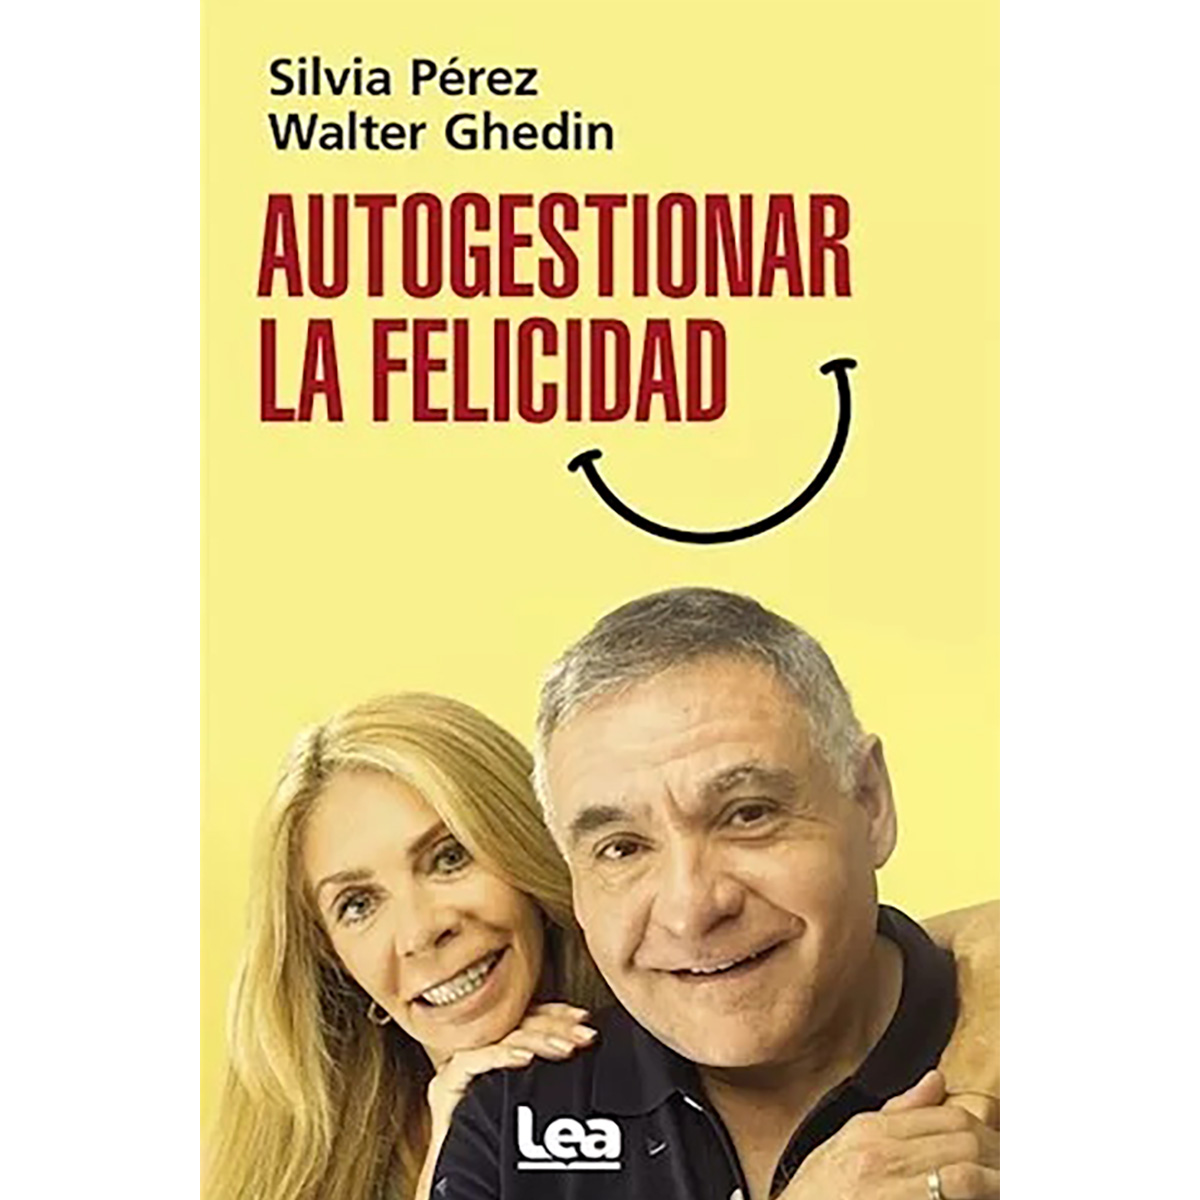 Silvia Pérez
Walter Ghedin
AUTOGESTIONAR
LA FELICIDAD
Lea